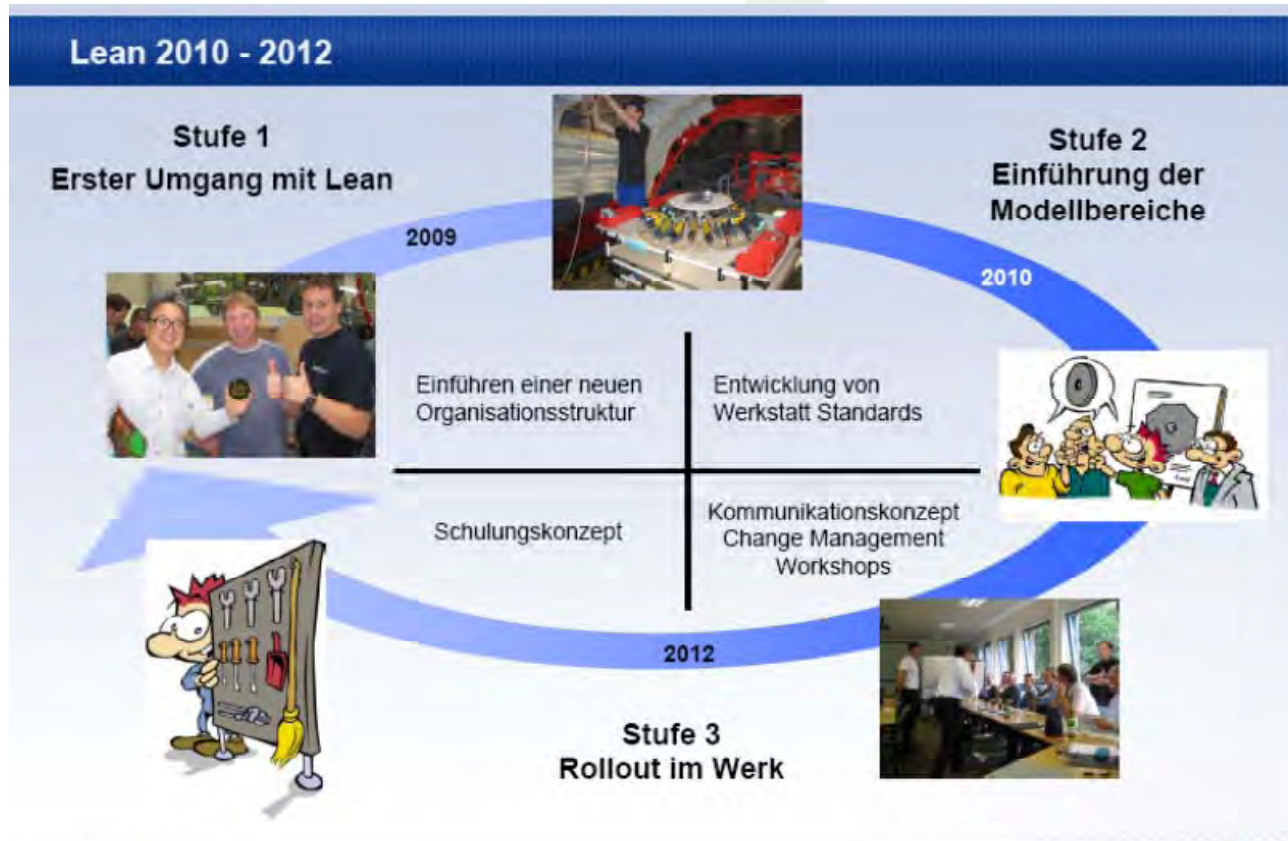 Lean 2010 - 2012
Stufe 1
Erster Umgang mit Lean
Stufe 2
Einführung der
Modellbereiche
2009
2010
Einführen einer neuen
Organisationsstruktur
Entwicklung von
Werkstatt Standards
Schulungskonzept
Kommunikationskonzept
Change Management
Workshops
2012
Stufe 3
Rollout im Werk